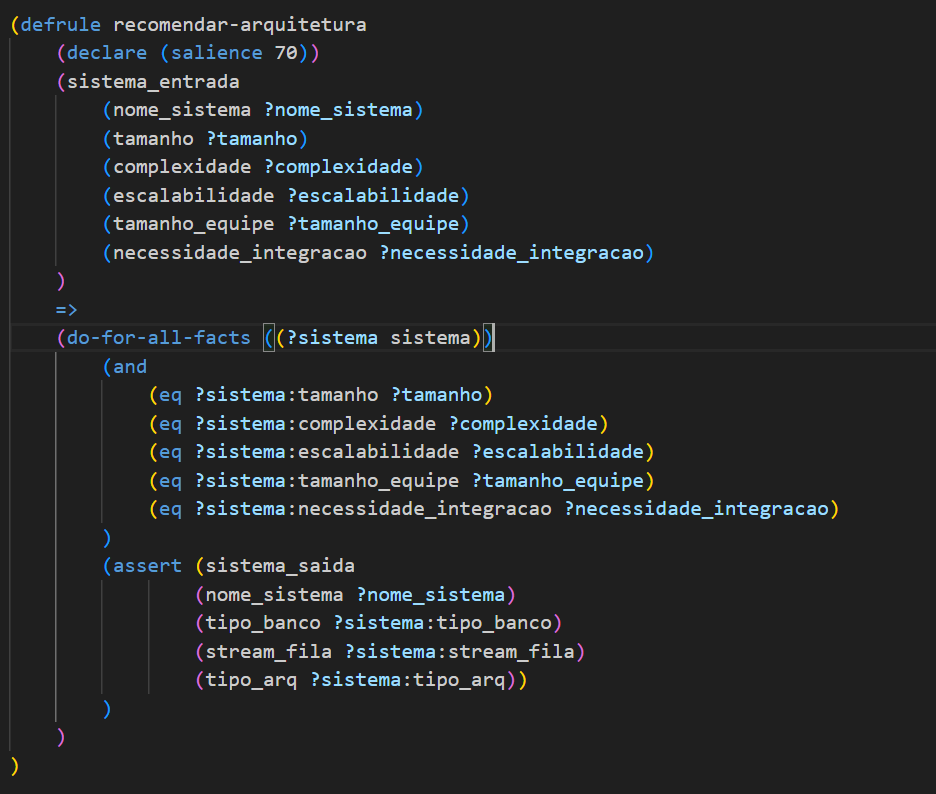 (defrule recomendar-arquitetura
    (declare (salience 70))
    (sistema_entrada
        (nome_sistema ?nome_sistema)
        (tamanho ?tamanho)
        (complexidade ?complexidade)
        (escalabilidade ?escalabilidade)
        (tamanho_equipe ?tamanho_equipe)
        (necessidade_integracao ?necessidade_integracao)
    )
    =>
    (do-for-all-facts ((?sistema sistema))
        (and
            (eq ?sistema:tamanho ?tamanho)
            (eq ?sistema:complexidade ?complexidade)
            (eq ?sistema:escalabilidade ?escalabilidade)
            (eq ?sistema:tamanho_equipe ?tamanho_equipe)
            (eq ?sistema:necessidade_integracao ?necessidade_integracao)
        )
        (assert (sistema_saida
                (nome_sistema ?nome_sistema)
                (tipo_banco ?sistema:tipo_banco)
                (stream_fila ?sistema:stream_fila)
                (tipo_arq ?sistema:tipo_arq))
        )
    )
)